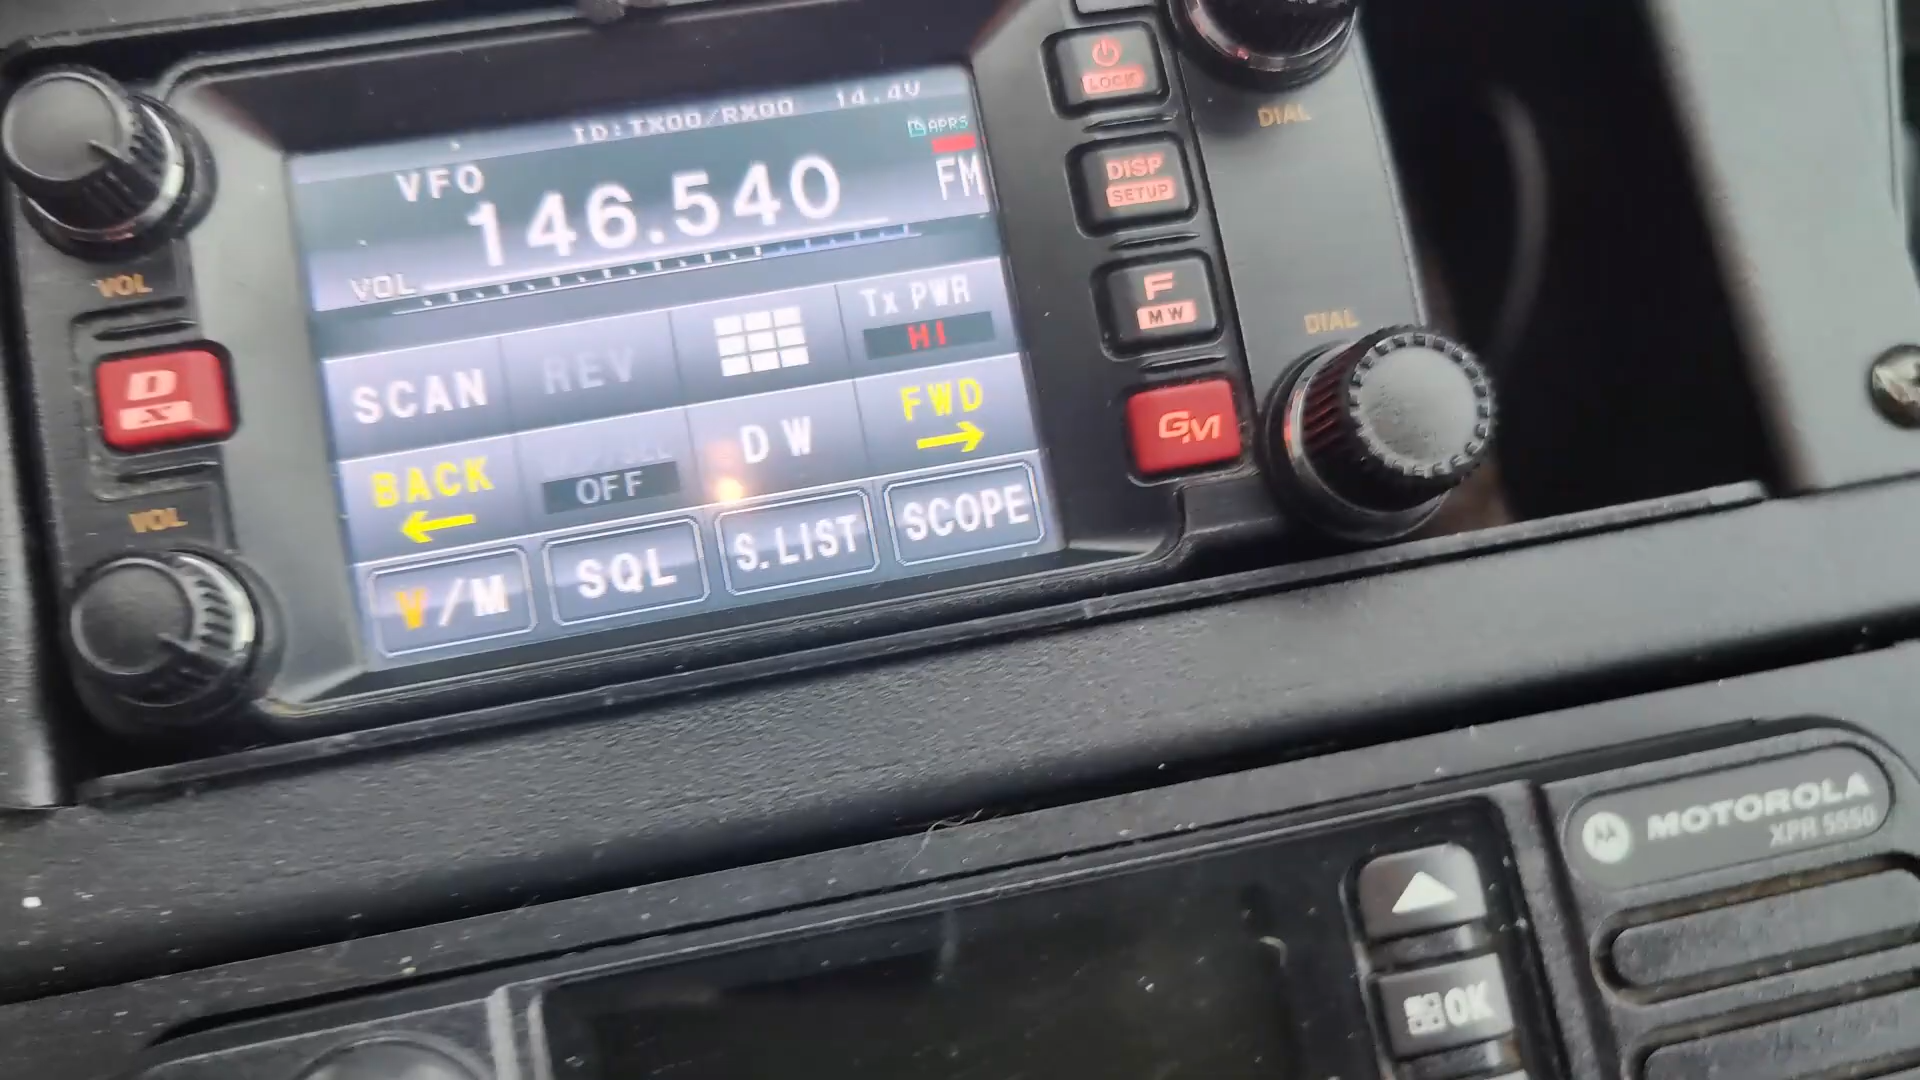 ID:TX00/RX00 14.4V
APRS
VFO 146.540 FM
VOL
Tx PWR
HI
SCAN REV
BACK OFF DW FWD
V/M SQL S.LIST SCOPE
VOL
D
X
VOL
LOCK
DISP
SETUP
F
MW
GM
DIAL
DIAL
MOTOROLA
XPR 5550
OK